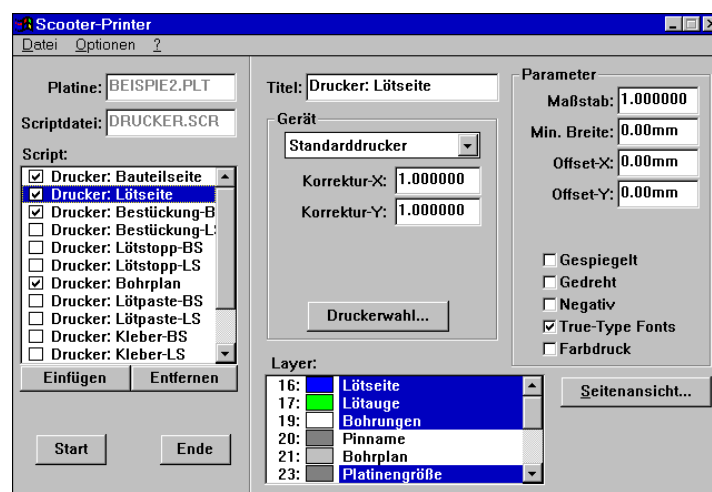 Scooter-Printer
Datei Optionen ?
Platine: BEISPIE2.PLT
Scriptdatei: DRUCKER.SCR
Script:
Drucker: Bauteilseite
Drucker: Lötseite
Drucker: Bestückung-B
Drucker: Bestückung-L
Drucker: Lötstopp-BS
Drucker: Lötstopp-LS
Drucker: Bohrplan
Drucker: Lötpaste-BS
Drucker: Lötpaste-LS
Drucker: Kleber-BS
Drucker: Kleber-LS
Einfügen Entfernen
Start Ende
Titel: Drucker: Lötseite
Gerät
Standarddrucker
Korrektur-X: 1.000000
Korrektur-Y: 1.000000
Druckerwahl...
Parameter
Maßstab: 1.000000
Min. Breite: 0.00mm
Offset-X: 0.00mm
Offset-Y: 0.00mm
Gespiegelt
Gedreht
Negativ
True-Type Fonts
Farbdruck
Layer:
16: Lötseite
17: Lötauge
19: Bohrungen
20: Pinname
21: Bohrplan
23: Platinengröße
Seitenansicht...